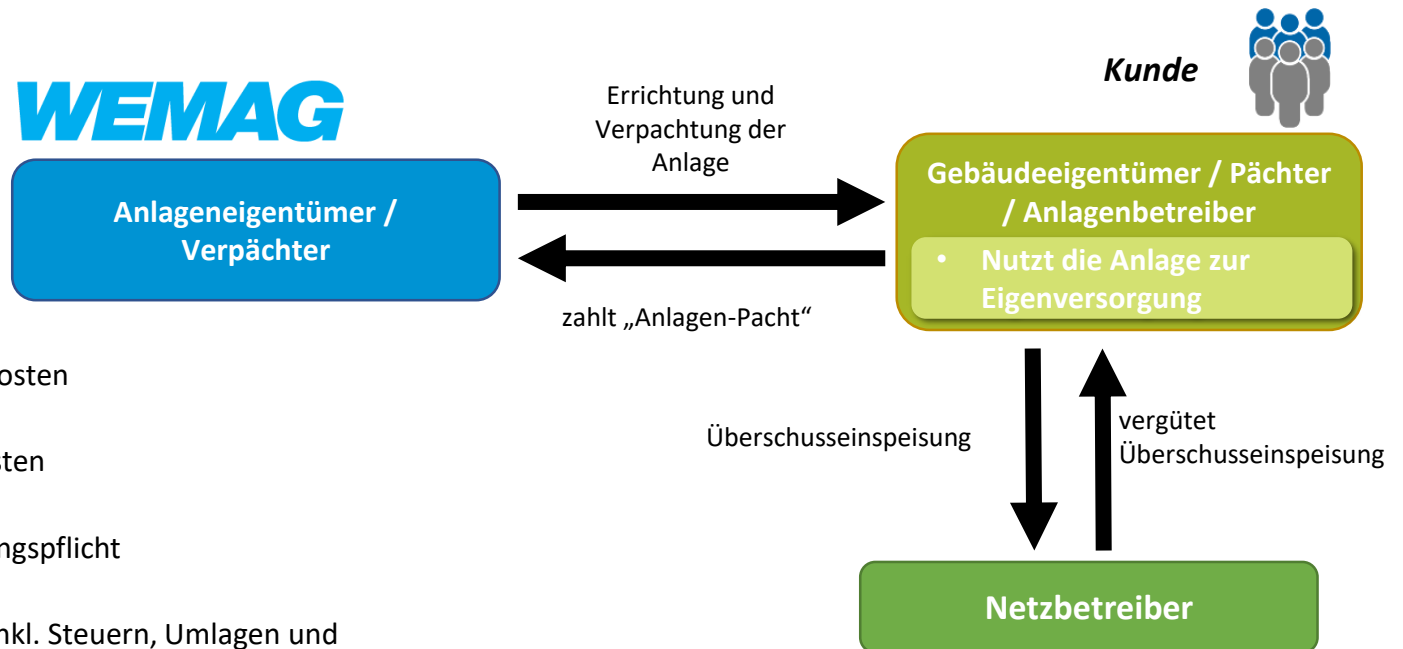 WEMAG
Anlageneigentümer /
Verpächter
Errichtung und
Verpachtung der
Anlage
zahlt „Anlagen-Pacht“
Kunde
Gebäudeeigentümer / Pächter
/ Anlagenbetreiber
• Nutzt die Anlage zur
Eigenversorgung
Überschusseinspeisung
vergütet
Überschusseinspeisung
Netzbetreiber
osten
sten
ngspflicht
nkl. Steuern, Umlagen und